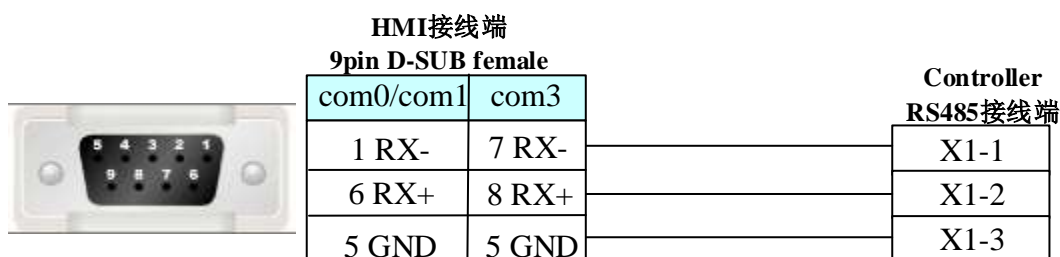 HMI接线端
9pin D-SUB female
Controller
RS485接线端
com0/com1 com3
5 4 3 2 1
9 8 7 6
1 RX- 7 RX- X1-1
6 RX+ 8 RX+ X1-2
5 GND 5 GND X1-3